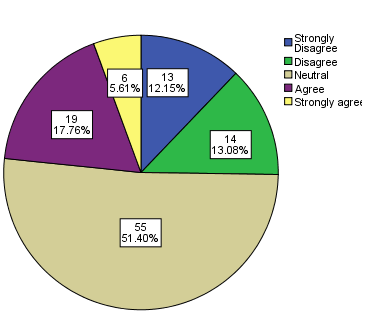 6
5.61%
13
12.15%
19
17.76%
14
13.08%
55
51.40%
Strongly
Disagree
Disagree
Neutral
Agree
Strongly agree